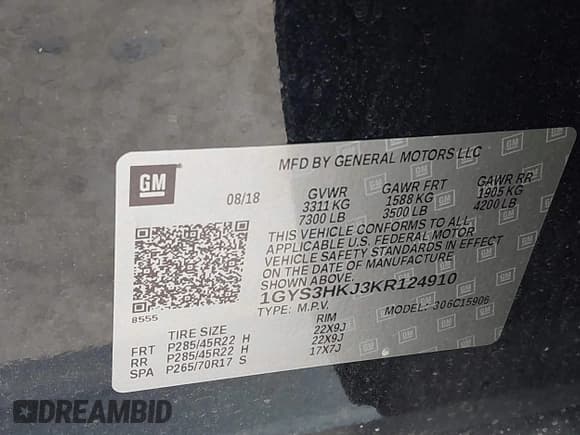 MFD BY GENERAL MOTORS LLC
GM
08/18
GVWR GAWR FRT GAWR RR
3311 KG 1588 KG 1905 KG
7300 LB 3500 LB 4200 LB
THIS VEHICLE CONFORMS TO ALL
APPLICABLE U.S. FEDERAL MOTOR
VEHICLE SAFETY STANDARDS IN EFFECT
ON THE DATE OF MANUFACTURE
SHOWN ABOVE.
1GYS3HKJ3KR124910
TYPE: M.P.V. MODEL: 306C15906
8555
TIRE SIZE RIM
FRT P285/45R22 H 22X9J
RR P285/45R22 H 22X9J
SPA P265/70R17 S 17X7J
DREAMBID